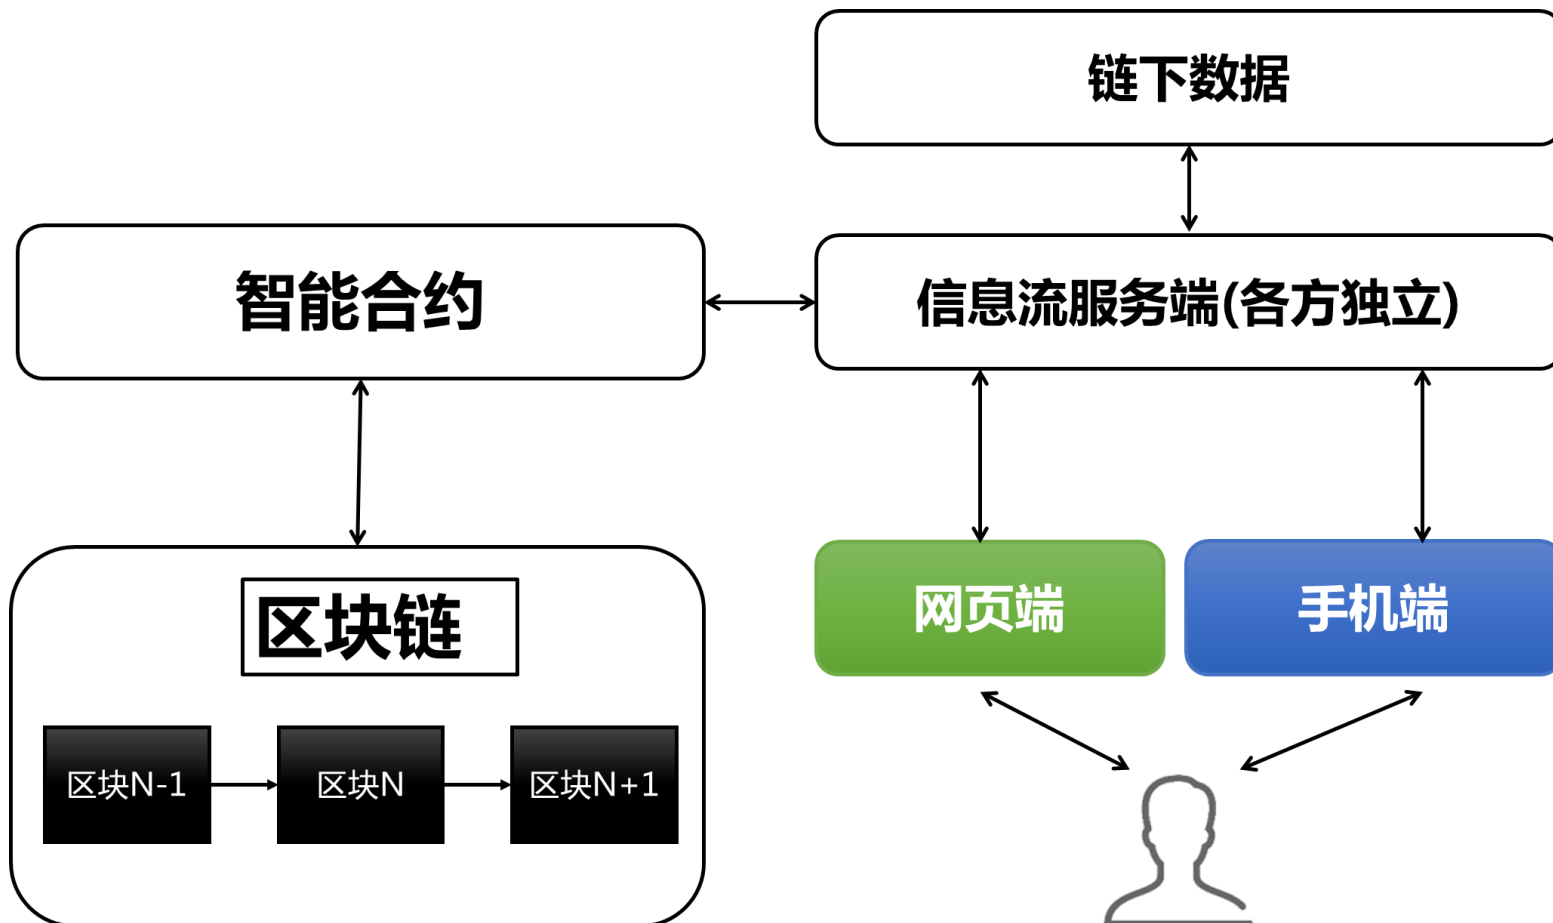 链下数据
智能合约
信息流服务端(各方独立)
区块链
网页端
手机端
区块N-1
区块N
区块N+1